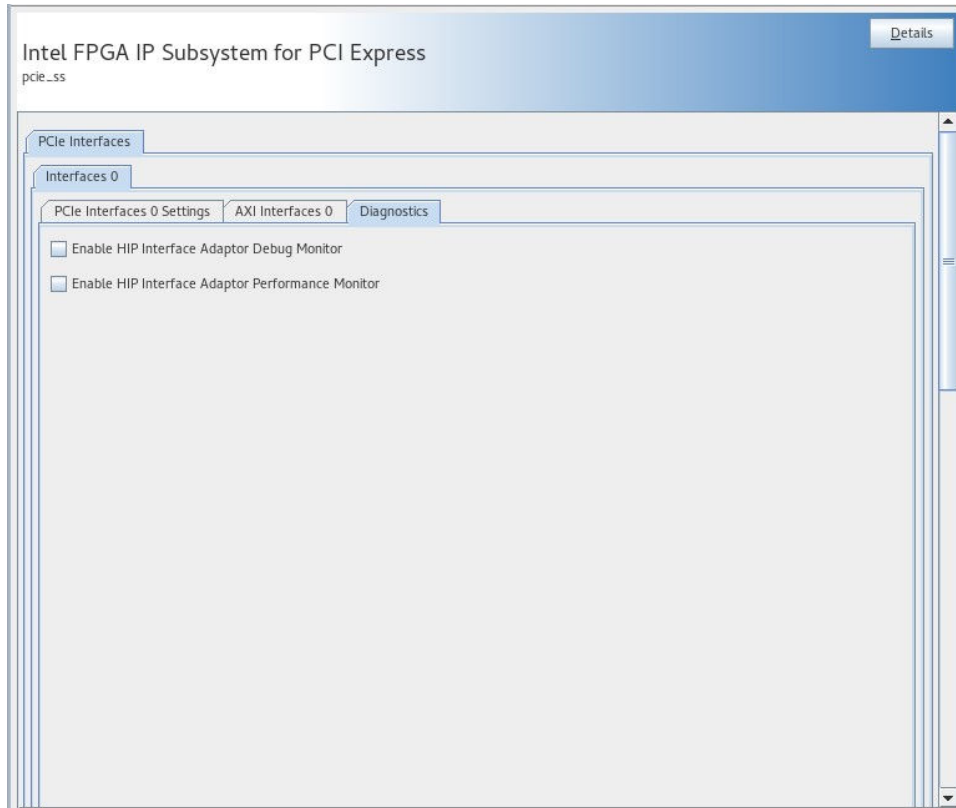 Details
Intel FPGA IP Subsystem for PCI Express
pcie_ss
PCIe Interfaces
Interfaces 0
PCIe Interfaces 0 Settings
AXI Interfaces 0
Diagnostics
Enable HIP Interface Adaptor Debug Monitor
Enable HIP Interface Adaptor Performance Monitor